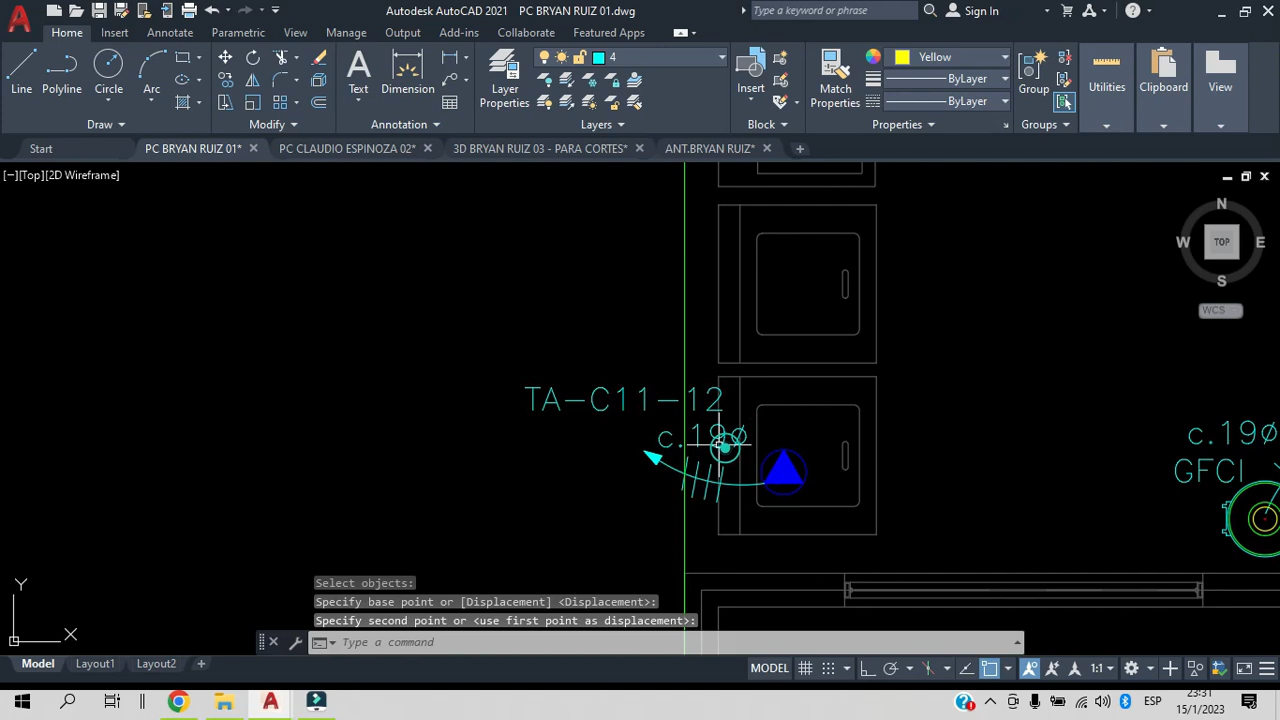 Autodesk AutoCAD 2021 PC BRYAN RUIZ 01.dwg
Type a keyword or phrase
Sign In
Home Insert Annotate Parametric View Manage Output Add-ins Collaborate Featured Apps
Line Polyline Circle Arc
Draw
Modify
Text Dimension
Annotation
Layer Properties
4
Layers
Insert
Block
Match Properties
Yellow
ByLayer
ByLayer
Properties
Group
Groups
Utilities
Clipboard
View
Start PC BRYAN RUIZ 01* PC CLAUDIO ESPINOZA 02* 3D BRYAN RUIZ 03 - PARA CORTES* ANT.BRYAN RUIZ*
[−][Top][2D Wireframe]
N
W TOP E
S
WCS
TA-C11-12
c.19ø
c.19ø
GFCI
Y
X
Select objects:
Specify base point or [Displacement] <Displacement>:
Specify second point or <use first point as displacement>:
Type a command
Model Layout1 Layout2
MODEL
1:1
ESP
23:31
15/1/2023